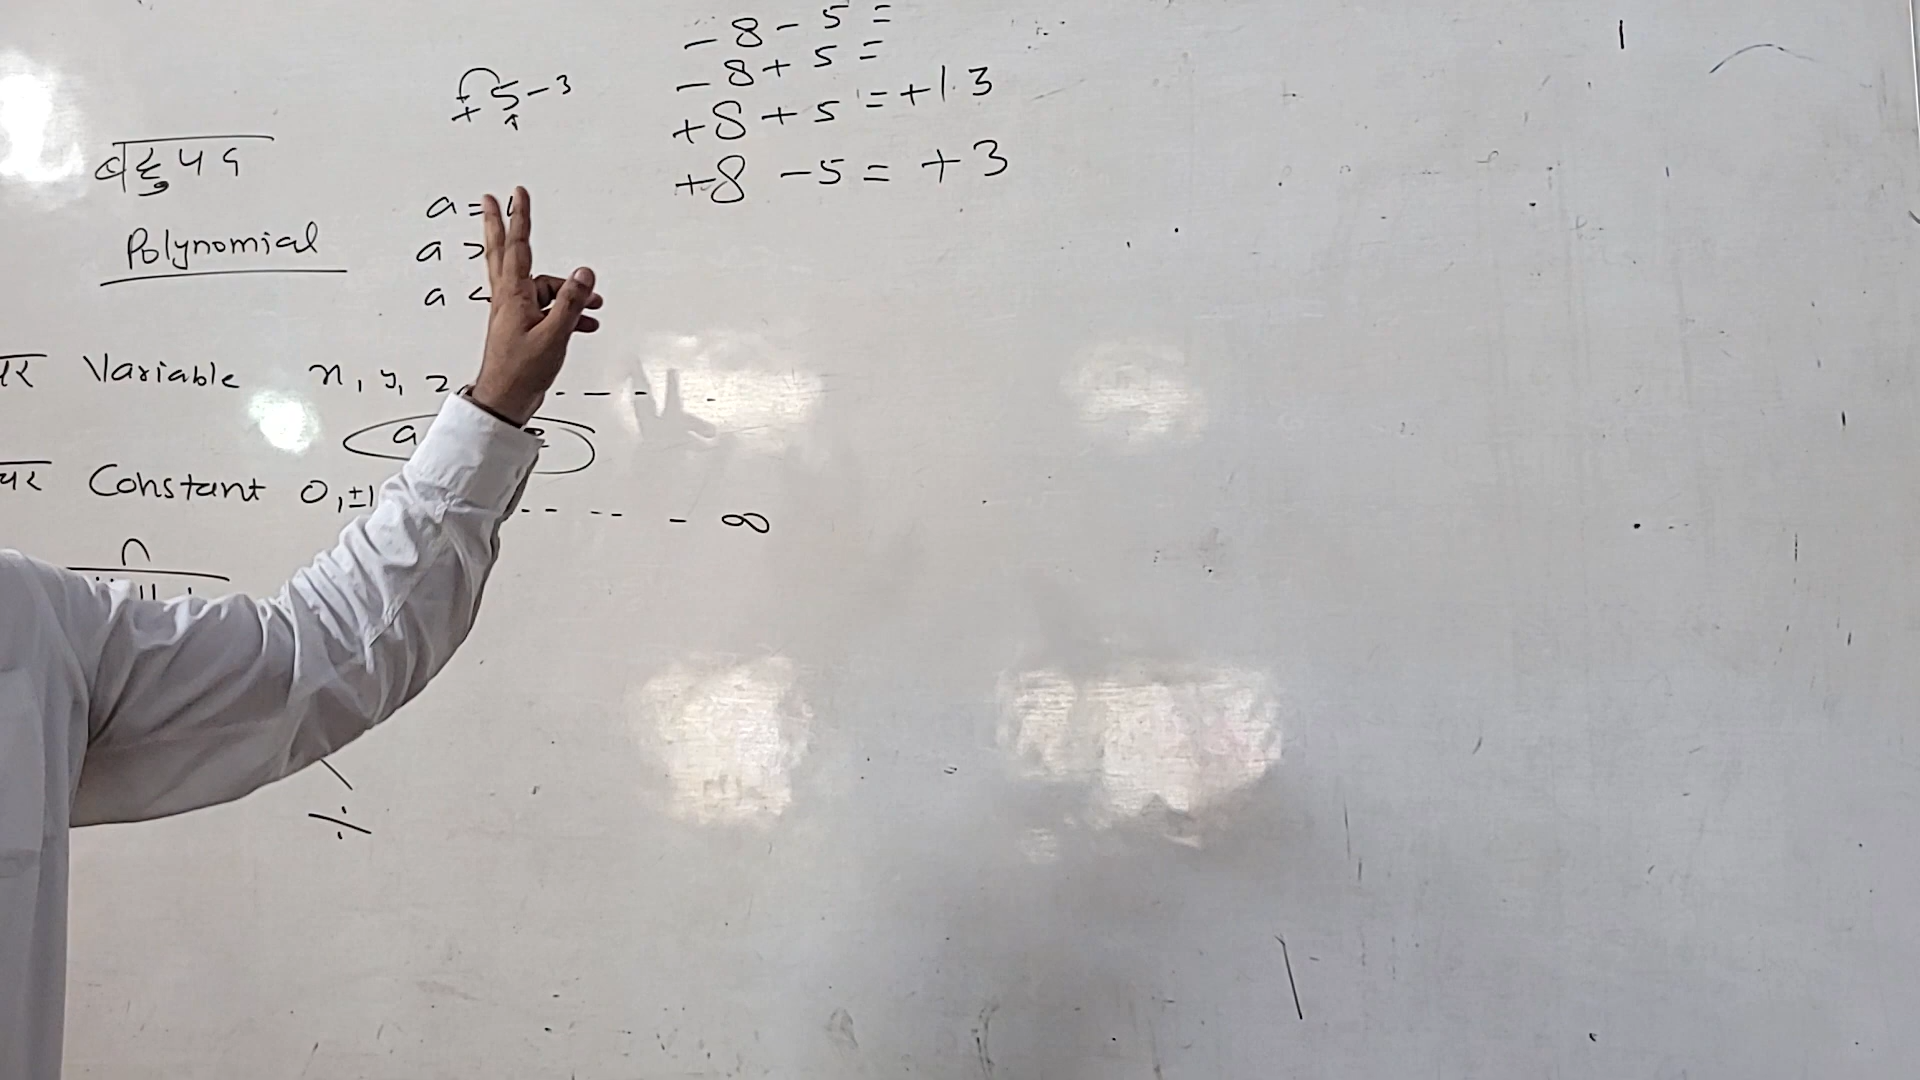 -8-5=
-8+5=
+8+5=+13
+8-5=+3
+5-3
बहुपद
Polynomial
a=
a>
a<
Variable x, y, z ------
a
Constant 0, ±1 ------ ∞
÷